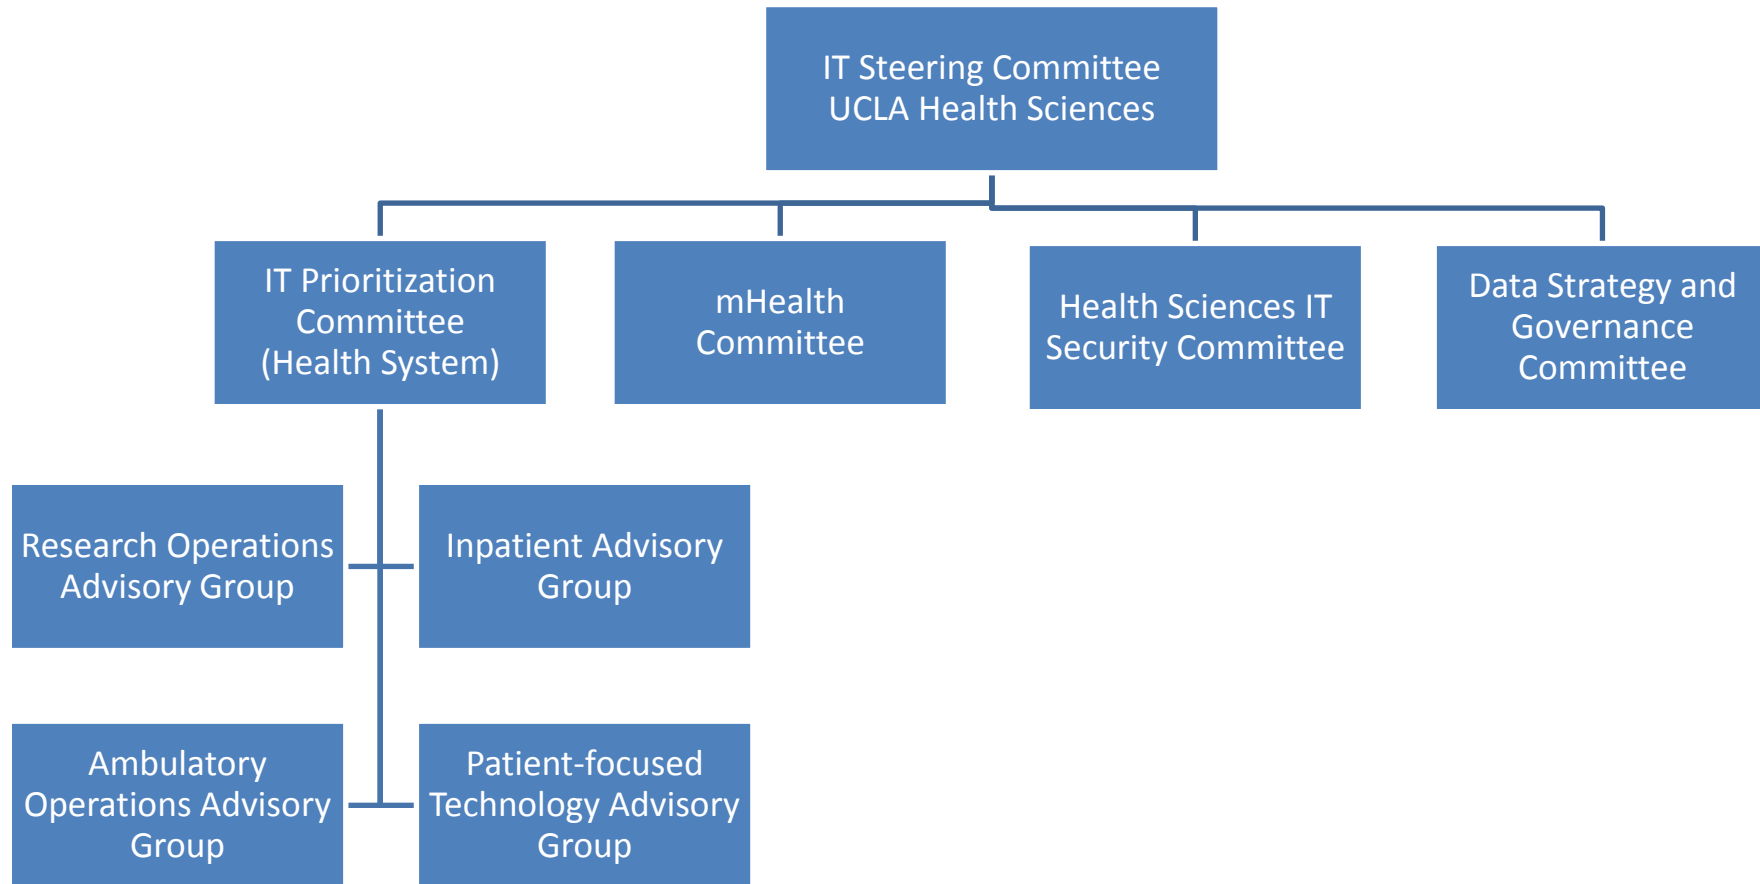 IT Steering Committee
UCLA Health Sciences
IT Prioritization
Committee
(Health System)
mHealth
Committee
Health Sciences IT
Security Committee
Data Strategy and
Governance
Committee
Research Operations
Advisory Group
Inpatient Advisory
Group
Ambulatory
Operations Advisory
Group
Patient-focused
Technology Advisory
Group